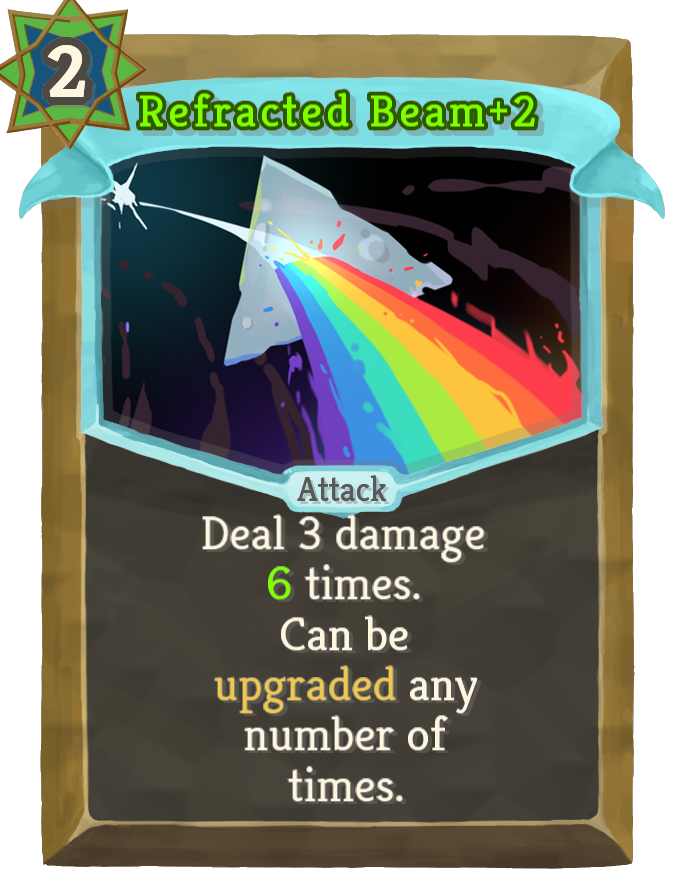 2
Refracted Beam+2
Attack
Deal 3 damage
6 times.
Can be
upgraded any
number of
times.